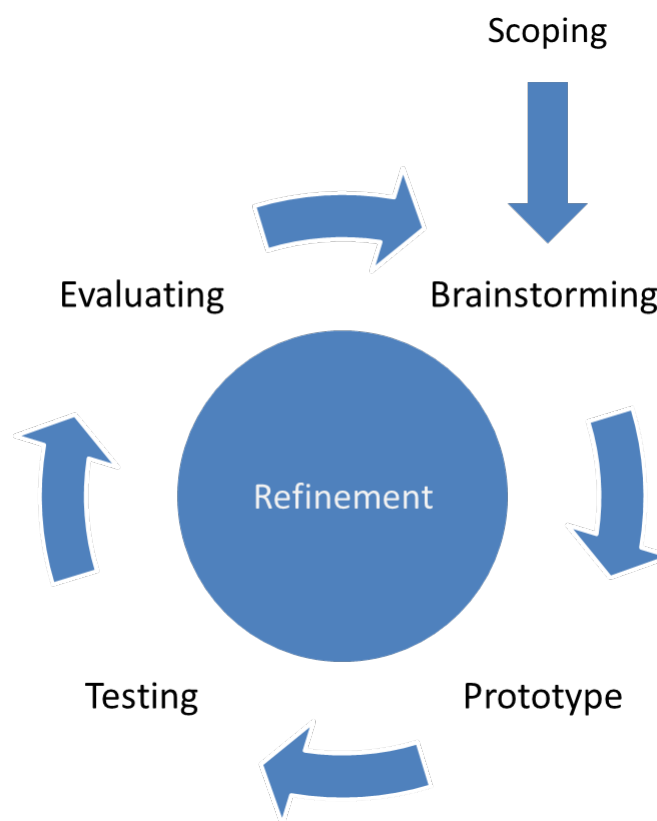 Scoping
Evaluating
Brainstorming
Refinement
Testing
Prototype